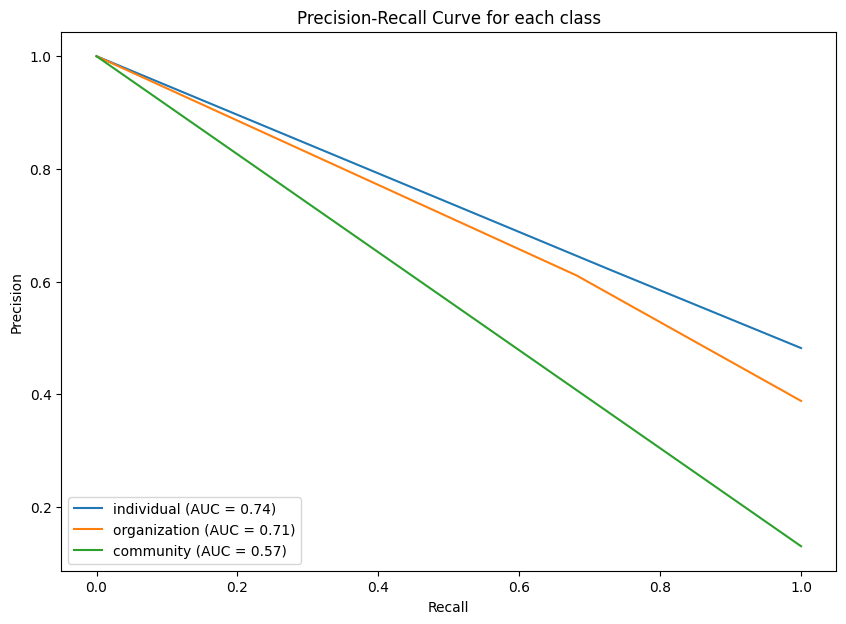 Precision-Recall Curve for each class
1.0
0.8
0.6
0.4
0.2
Precision
individual (AUC = 0.74)
organization (AUC = 0.71)
community (AUC = 0.57)
0.0 0.2 0.4 0.6 0.8 1.0
Recall